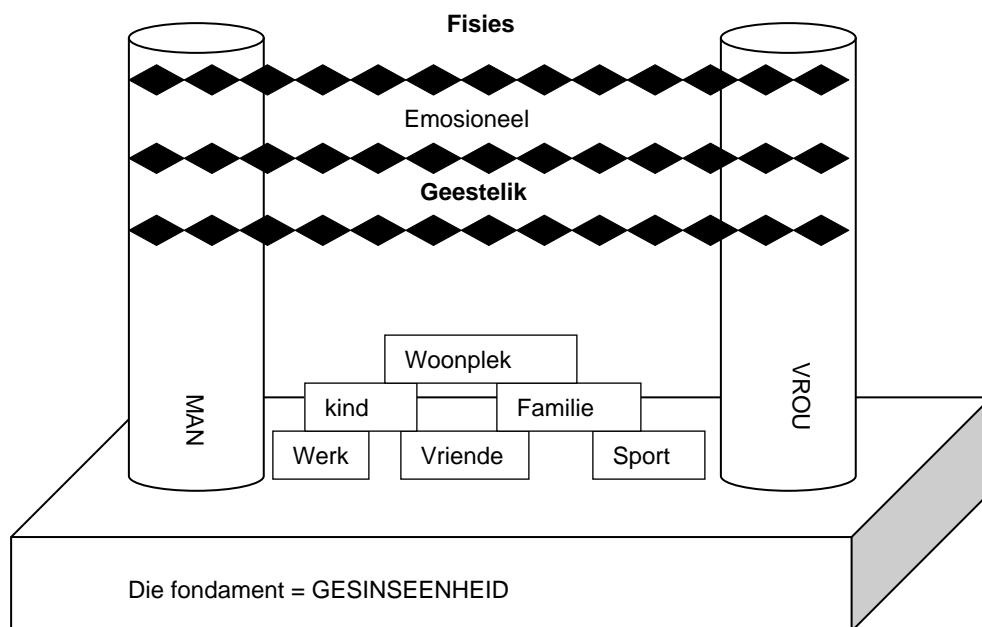 Fisies
Emosioneel
Geestelik
MAN
VROU
Woonplek
kind
Familie
Werk
Vriende
Sport
Die fondament = GESINSEENHEID